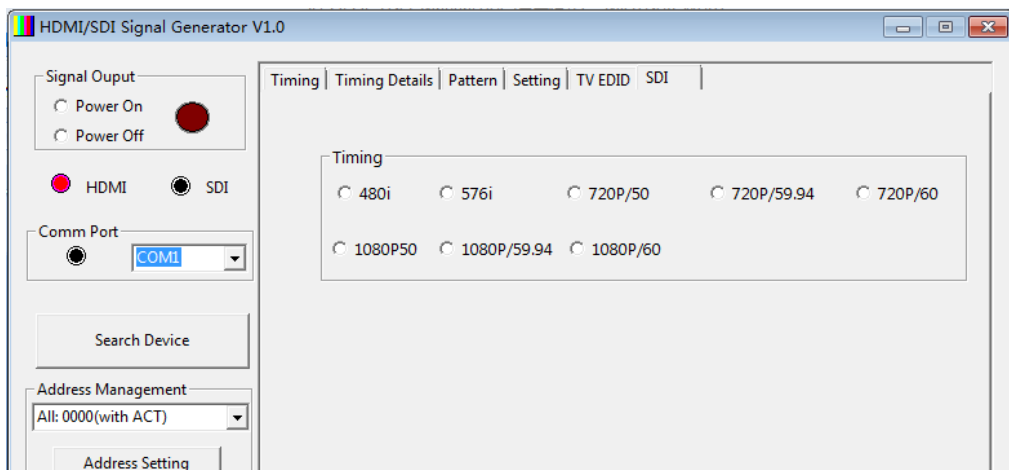 HDMI/SDI Signal Generator V1.0
Signal Ouput
Power On
Power Off
HDMI SDI
Comm Port
COM1
Search Device
Address Management
All: 0000(with ACT)
Address Setting
Timing Timing Details Pattern Setting TV EDID SDI
Timing
480i 576i 720P/50 720P/59.94 720P/60
1080P50 1080P/59.94 1080P/60